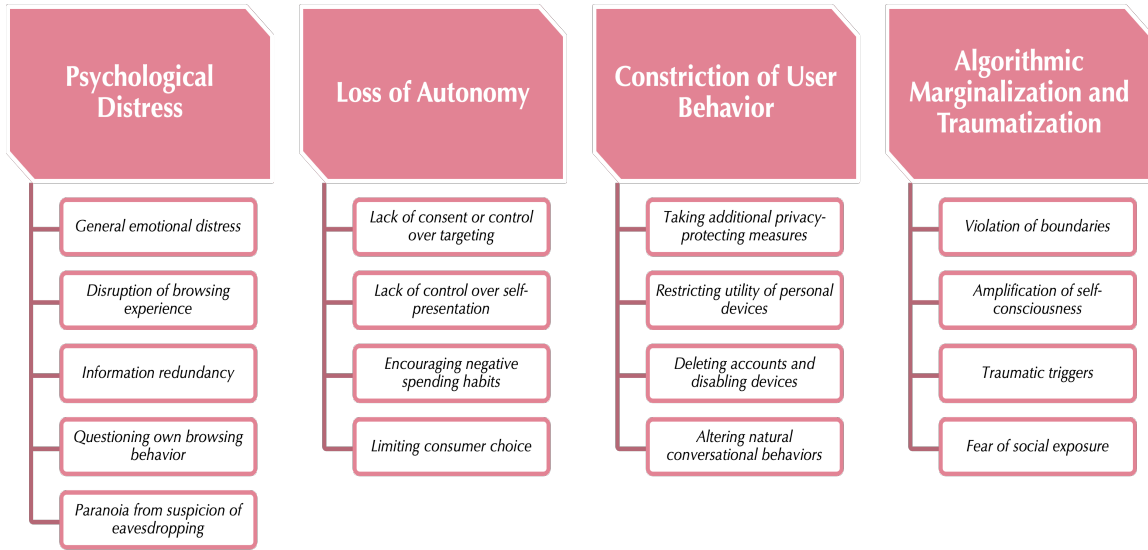 Psychological
Distress
General emotional distress
Disruption of browsing
experience
Information redundancy
Questioning own browsing
behavior
Paranoia from suspicion of
eavesdropping
Loss of Autonomy
Lack of consent or control
over targeting
Lack of control over self-
presentation
Encouraging negative
spending habits
Limiting consumer choice
Constriction of User
Behavior
Taking additional privacy-
protecting measures
Restricting utility of personal
devices
Deleting accounts and
disabling devices
Altering natural
conversational behaviors
Algorithmic
Marginalization and
Traumatization
Violation of boundaries
Amplification of self-
consciousness
Traumatic triggers
Fear of social exposure